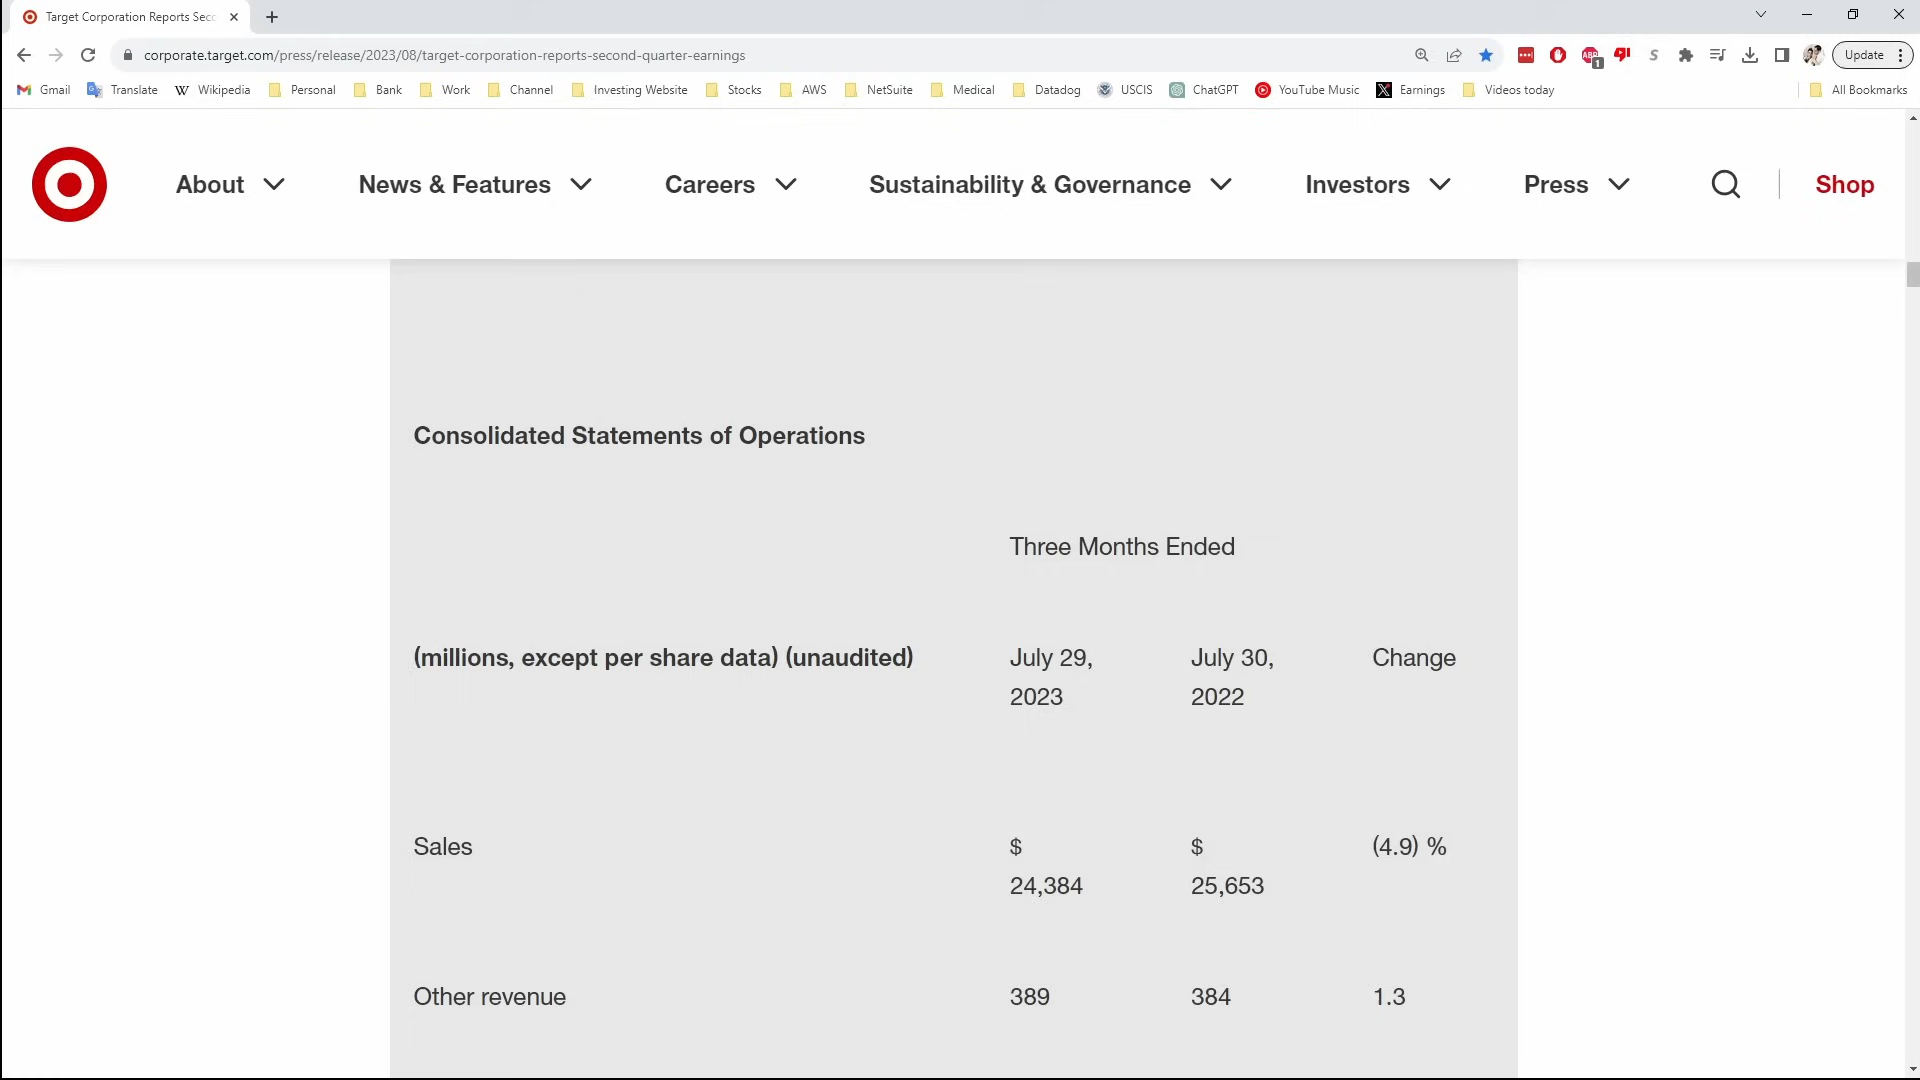 Target Corporation Reports Sec
corporate.target.com/press/release/2023/08/target-corporation-reports-second-quarter-earnings
ABP
1
S
Update
Gmail Translate W Wikipedia Personal Bank Work Channel Investing Website Stocks AWS NetSuite Medical Datadog USCIS ChatGPT YouTube Music X Earnings Videos today All Bookmarks
About News & Features Careers Sustainability & Governance Investors Press Shop
Consolidated Statements of Operations
Three Months Ended
(millions, except per share data) (unaudited) July 29, July 30, Change
2023 2022
Sales $ $ (4.9) %
24,384 25,653
Other revenue 389 384 1.3